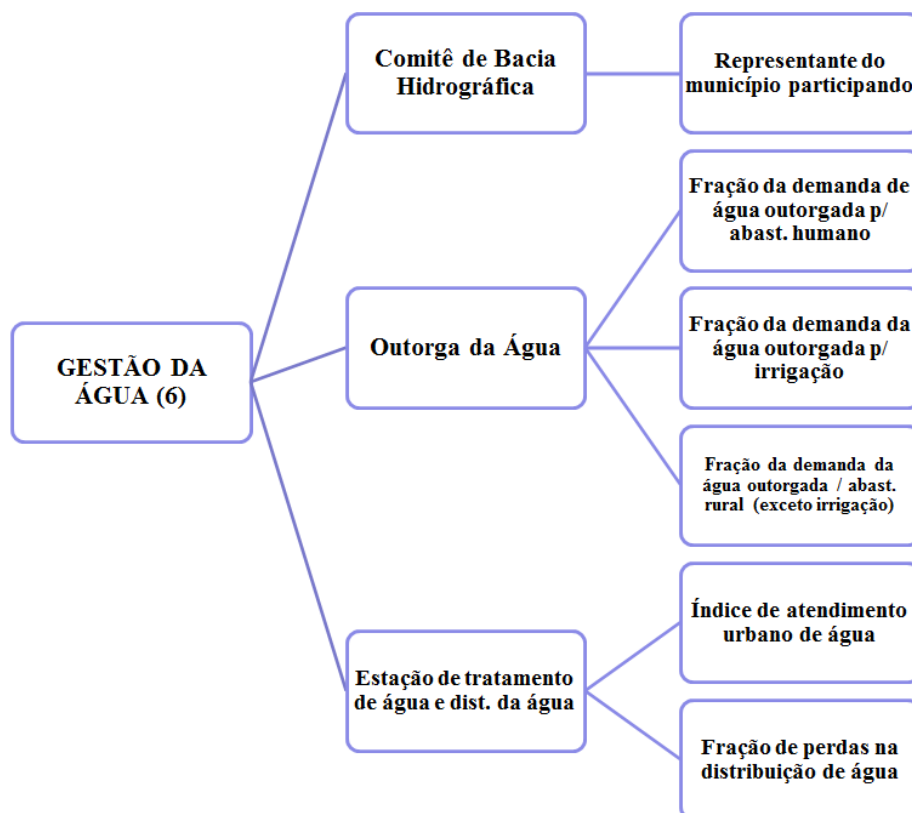 GESTÃO DA
ÁGUA (6)
Comitê de Bacia
Hidrográfica
Representante do
município participando
Outorga da Água
Fração da demanda de
água outorgada p/
abast. humano
Fração da demanda da
água outorgada p/
irrigação
Fração da demanda da
água outorgada / abast.
rural (exceto irrigação)
Estação de tratamento
de água e dist. da água
Índice de atendimento
urbano de água
Fração de perdas na
distribuição de água